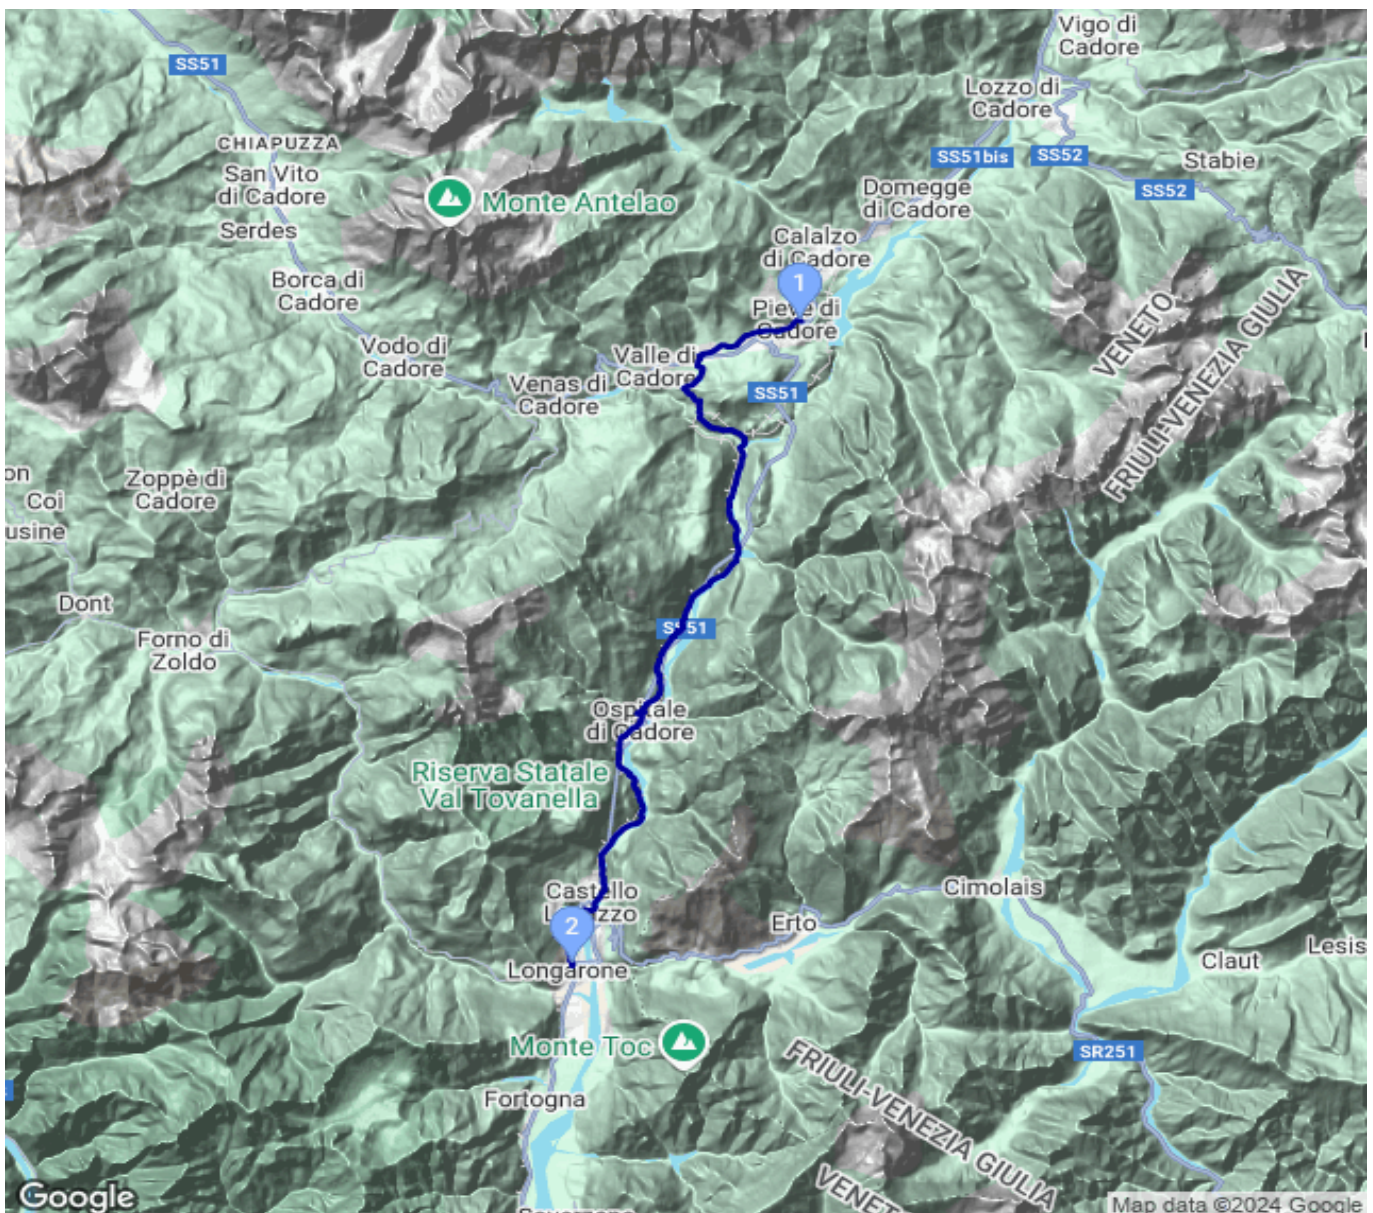 Vigo di
Cadore
SS51
Lozzo di
Cadore
CHIAPUZZA
SS51bis
SS52
Stabie
San Vito
di Cadore
SS52
Domegge
di Cadore
Monte Antelao
Serdes
Calalzo
di Cadore
Borca di
Cadore
1
Pieve di
Cadore
VENETO
FRIULI-VENEZIA GIULIA
Vodo di
Cadore
Valle di
Cadore
Venas di
Cadore
SS51
Zoppè di
Cadore
Coi
Dont
Forno di
Zoldo
SS51
Ospitale
di Cadore
Riserva Statale
Val Tovanella
Castello
Cimolais
Erto
2
Longarone
Claut
Monte Toc
SR251
FRIULI-VENEZIA GIULIA
Fortogna
Google
Map data ©2024 Google